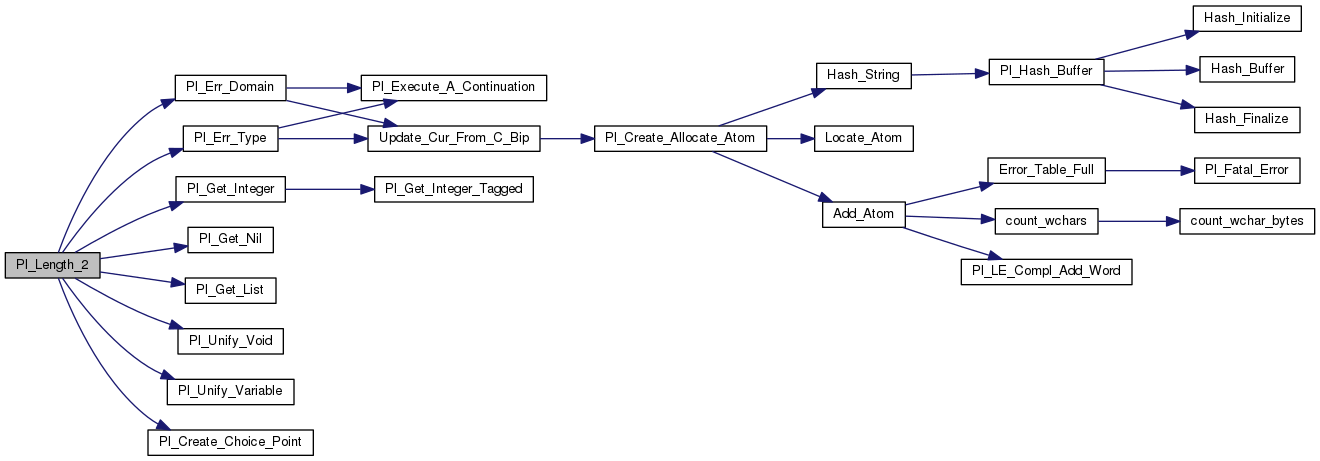 Pl_Length_2
Pl_Err_Domain
Pl_Err_Type
Pl_Get_Integer
Pl_Get_Nil
Pl_Get_List
Pl_Unify_Void
Pl_Unify_Variable
Pl_Create_Choice_Point
Pl_Execute_A_Continuation
Update_Cur_From_C_Bip
Pl_Get_Integer_Tagged
Pl_Create_Allocate_Atom
Hash_String
Locate_Atom
Add_Atom
Pl_Hash_Buffer
Error_Table_Full
count_wchars
Pl_LE_Compl_Add_Word
Hash_Initialize
Hash_Buffer
Hash_Finalize
Pl_Fatal_Error
count_wchar_bytes